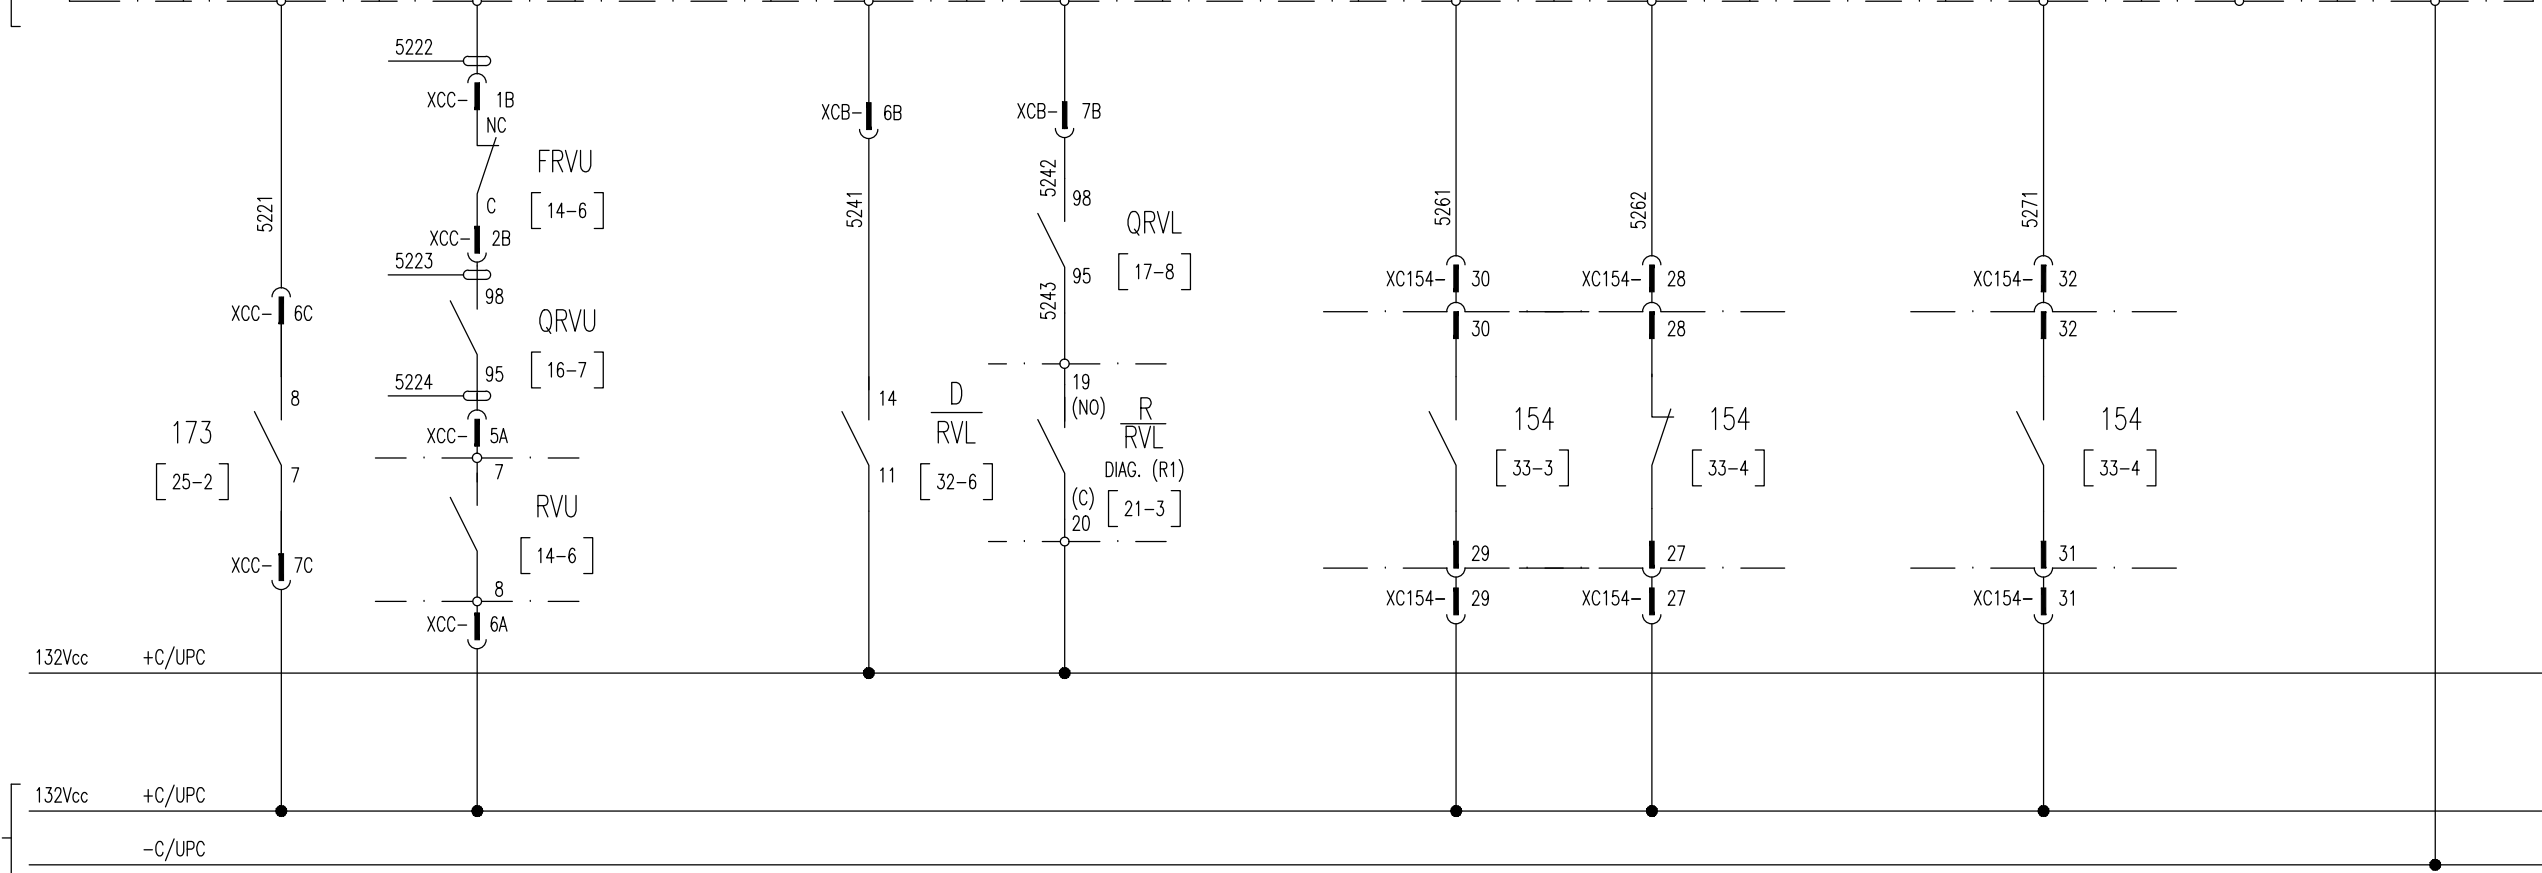 5222
XCC- 1B
NC
FRVU
C [14-6]
XCC- 2B
5223
98
QRVU
[16-7]
95
5224
XCC- 5A
7
RVU
[14-6]
8
XCC- 6A
5221
XCC- 6C
8
173
[25-2] 7
XCC- 7C
XCB- 6B
5241
14
D
RVL
11 [32-6]
XCB- 7B
5242
98
QRVL
[17-8]
95
5243
19
(NO)
R
RVL
DIAG. (R1)
(C) [21-3]
20
5261
XC154- 30
30
154
[33-3]
29
XC154- 29
5262
XC154- 28
28
154
[33-4]
27
XC154- 27
5271
XC154- 32
32
154
[33-4]
31
XC154- 31
132Vcc +C/UPC
132Vcc +C/UPC
-C/UPC